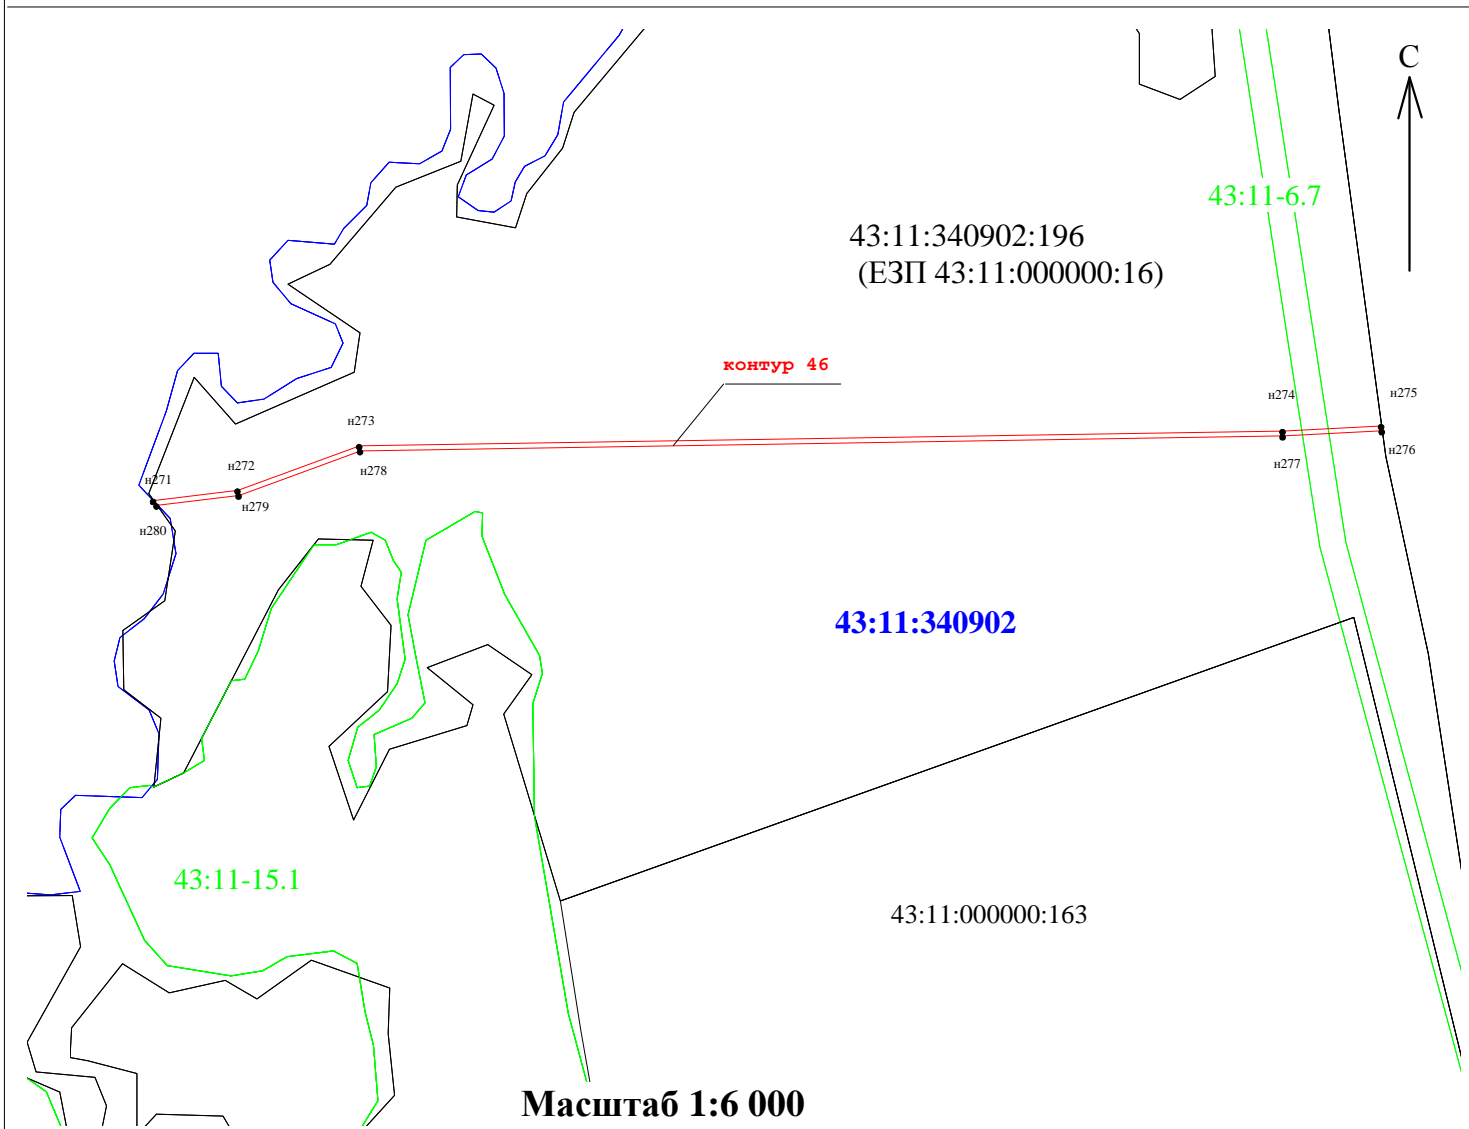 С
43:11-6.7
43:11:340902:196
(ЕЗП 43:11:000000:16)
контур 46
н274
н275
н273
н276
н277
н278
н272
н271
н279
н280
43:11:340902
43:11-15.1
43:11:000000:163
Масштаб 1:6 000